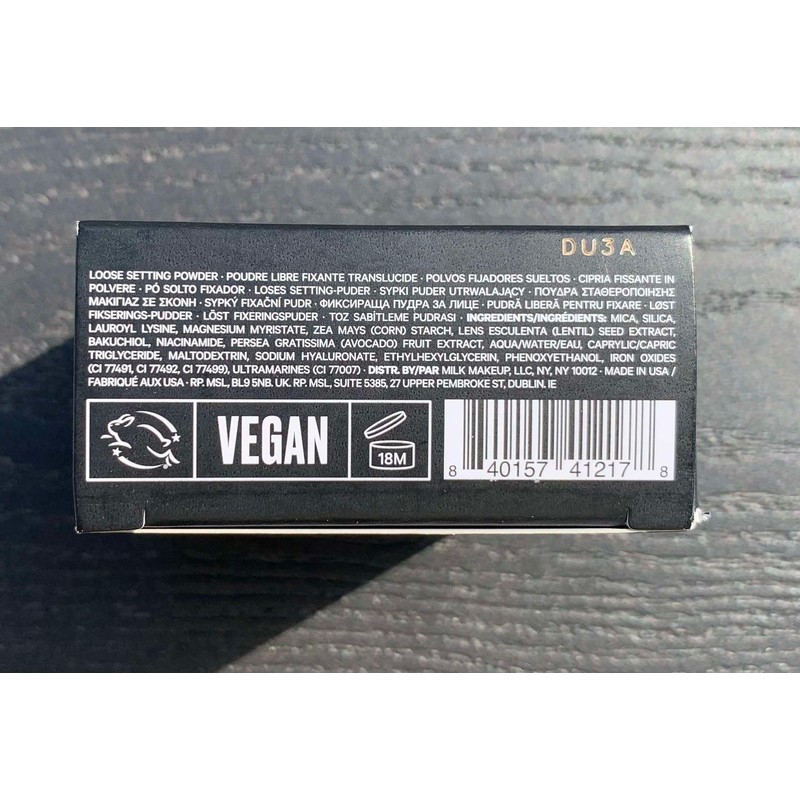 DU3A
LOOSE SETTING POWDER · POUDRE LIBRE FIXANTE TRANSLUCIDE · POLVOS FIJADORES SUELTOS · CIPRIA FISSANTE IN
POLVERE · PÓ SOLTO FIXADOR · LOSES SETTING-PUDER · SYPKI PUDER UTRWALAJĄCY · ΠΟΥΔΡΑ ΣΤΑΘΕΡΟΠΟΙΗΣΗΣ
ΜΑΚΙΓΙΑΖ ΣΕ ΣΚΟΝΗ · SYPKÝ FIXAČNÍ PUDR · ФИКСИРАЩА ПУДРА ЗА ЛИЦЕ · PUDRĂ LIBERĂ PENTRU FIXARE · LØST
FIKSERINGS-PUDDER · LÖST FIXERINGSPUDER · TOZ SABİTLEME PUDRASI · INGREDIENTS/INGRÉDIENTS: MICA, SILICA,
LAUROYL LYSINE, MAGNESIUM MYRISTATE, ZEA MAYS (CORN) STARCH, LENS ESCULENTA (LENTIL) SEED EXTRACT,
BAKUCHIOL, NIACINAMIDE, PERSEA GRATISSIMA (AVOCADO) FRUIT EXTRACT, AQUA/WATER/EAU, CAPRYLIC/CAPRIC
TRIGLYCERIDE, MALTODEXTRIN, SODIUM HYALURONATE, ETHYLHEXYLGLYCERIN, PHENOXYETHANOL, IRON OXIDES
(CI 77491, CI 77492, CI 77499), ULTRAMARINES (CI 77007) · DISTR. BY/PAR MILK MAKEUP, LLC, NY, NY 10012 · MADE IN USA /
FABRIQUÉ AUX USA · RP. MSL, BL9 5NB. UK. RP. MSL, SUITE 5385, 27 UPPER PEMBROKE ST, DUBLIN. IE
VEGAN
18M
8 40157 41217 8